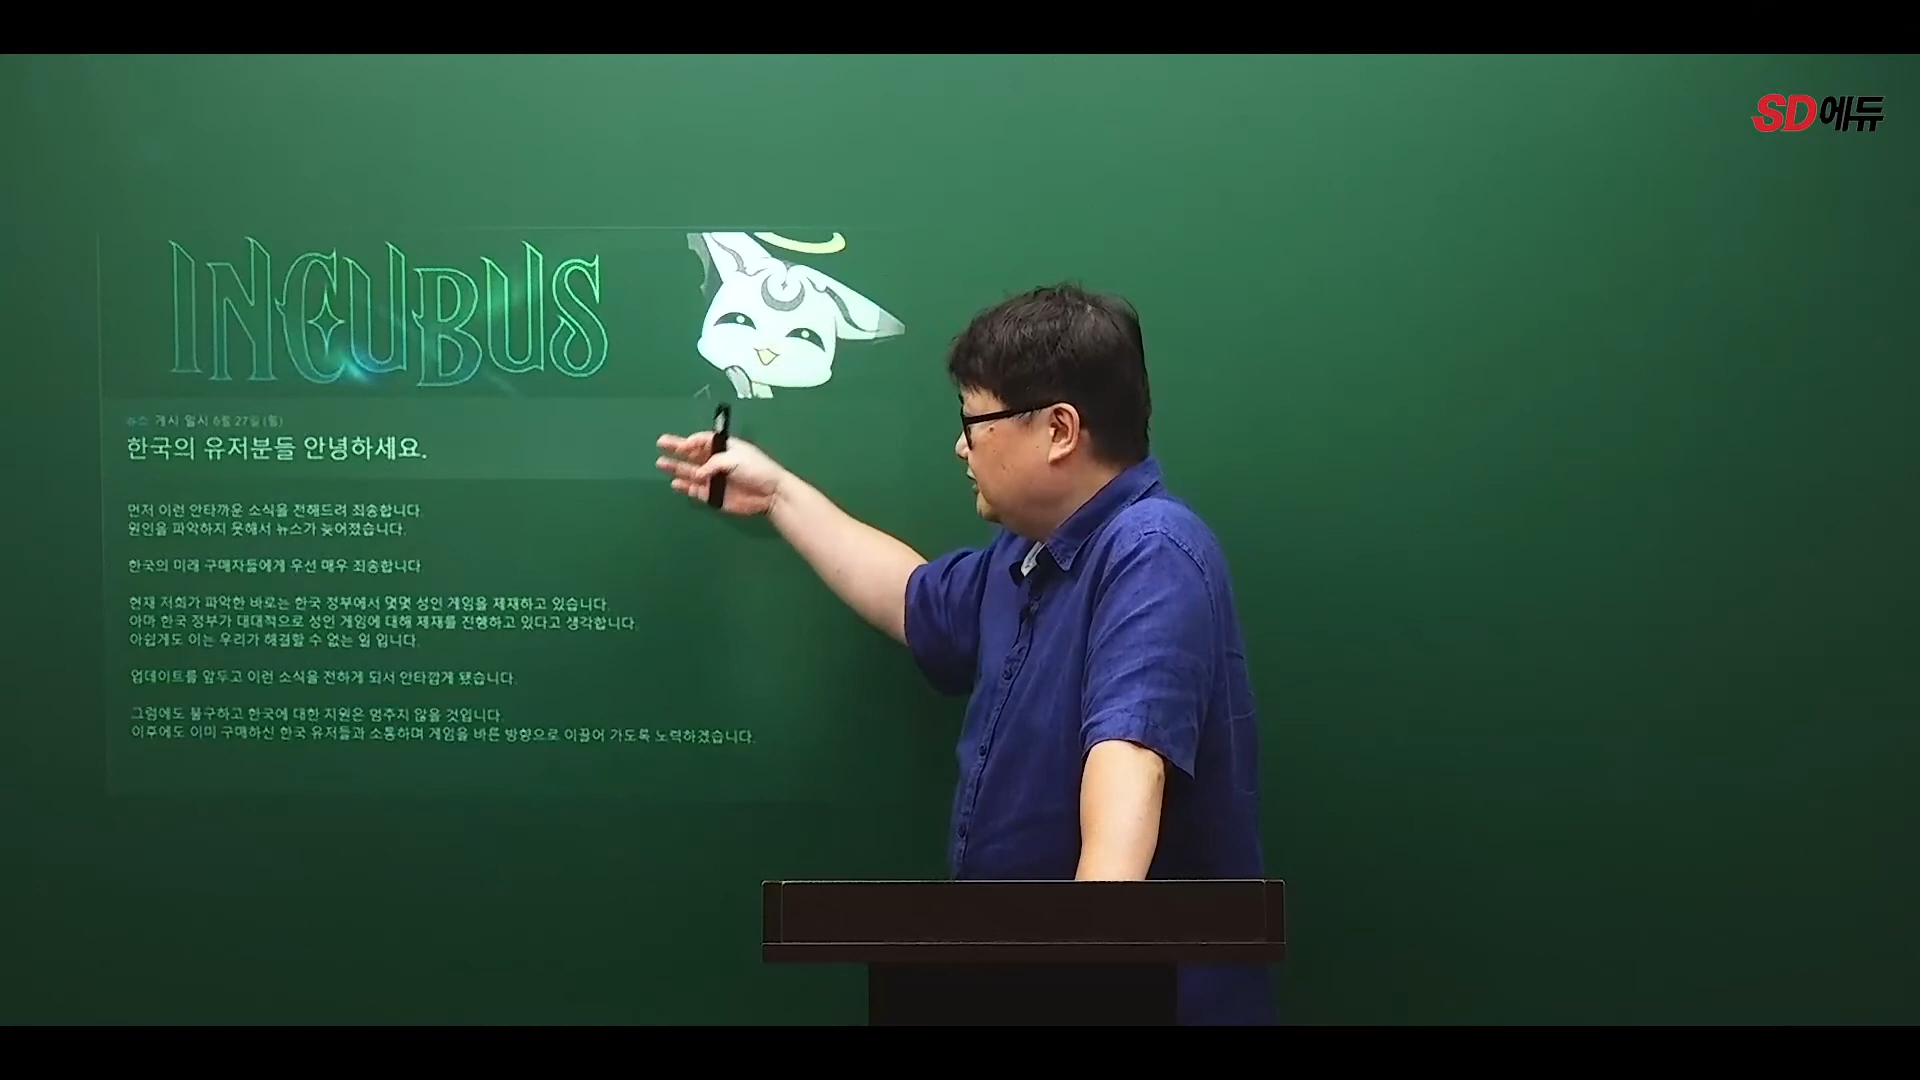 SD에듀
INCUBUS
뉴스 게시 일시 6월 27일 (월)
한국의 유저분들 안녕하세요.
먼저 이런 안타까운 소식을 전해드려 죄송합니다.
원인을 파악하지 못해서 뉴스가 늦어졌습니다.
한국의 미래 구매자들에게 우선 매우 죄송합니다.
현재 저희가 파악한 바로는 한국 정부에서 몇몇 성인 게임을 제재하고 있습니다.
아마 한국 정부가 대대적으로 성인 게임에 대해 제재를 진행하고 있다고 생각합니다.
아쉽게도 이는 우리가 해결할 수 없는 일 입니다.
업데이트를 앞두고 이런 소식을 전하게 되서 안타깝게 됐습니다.
그럼에도 불구하고 한국에 대한 지원은 멈추지 않을 것입니다.
이후에도 이미 구매하신 한국 유저들과 소통하며 게임을 바른 방향으로 이끌어 가도록 노력하겠습니다.